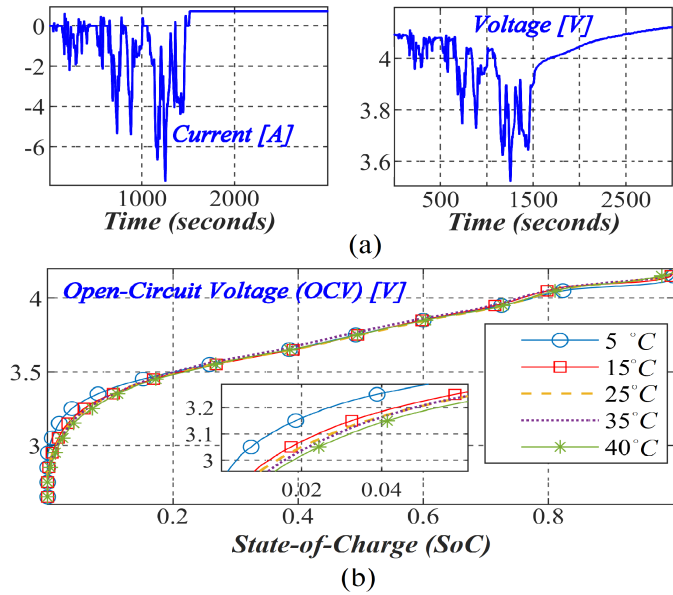 0
-2
-4
-6
Current [A]
1000
2000
Time (seconds)
Voltage [V]
4
3.8
3.6
500
1500
2500
Time (seconds)
(a)
Open-Circuit Voltage (OCV) [V]
4
3.5
3
5 °C
15°C
25°C
35°C
40°C
3.2
3.1
3
0.02
0.04
0.2
0.4
0.6
0.8
State-of-Charge (SoC)
(b)